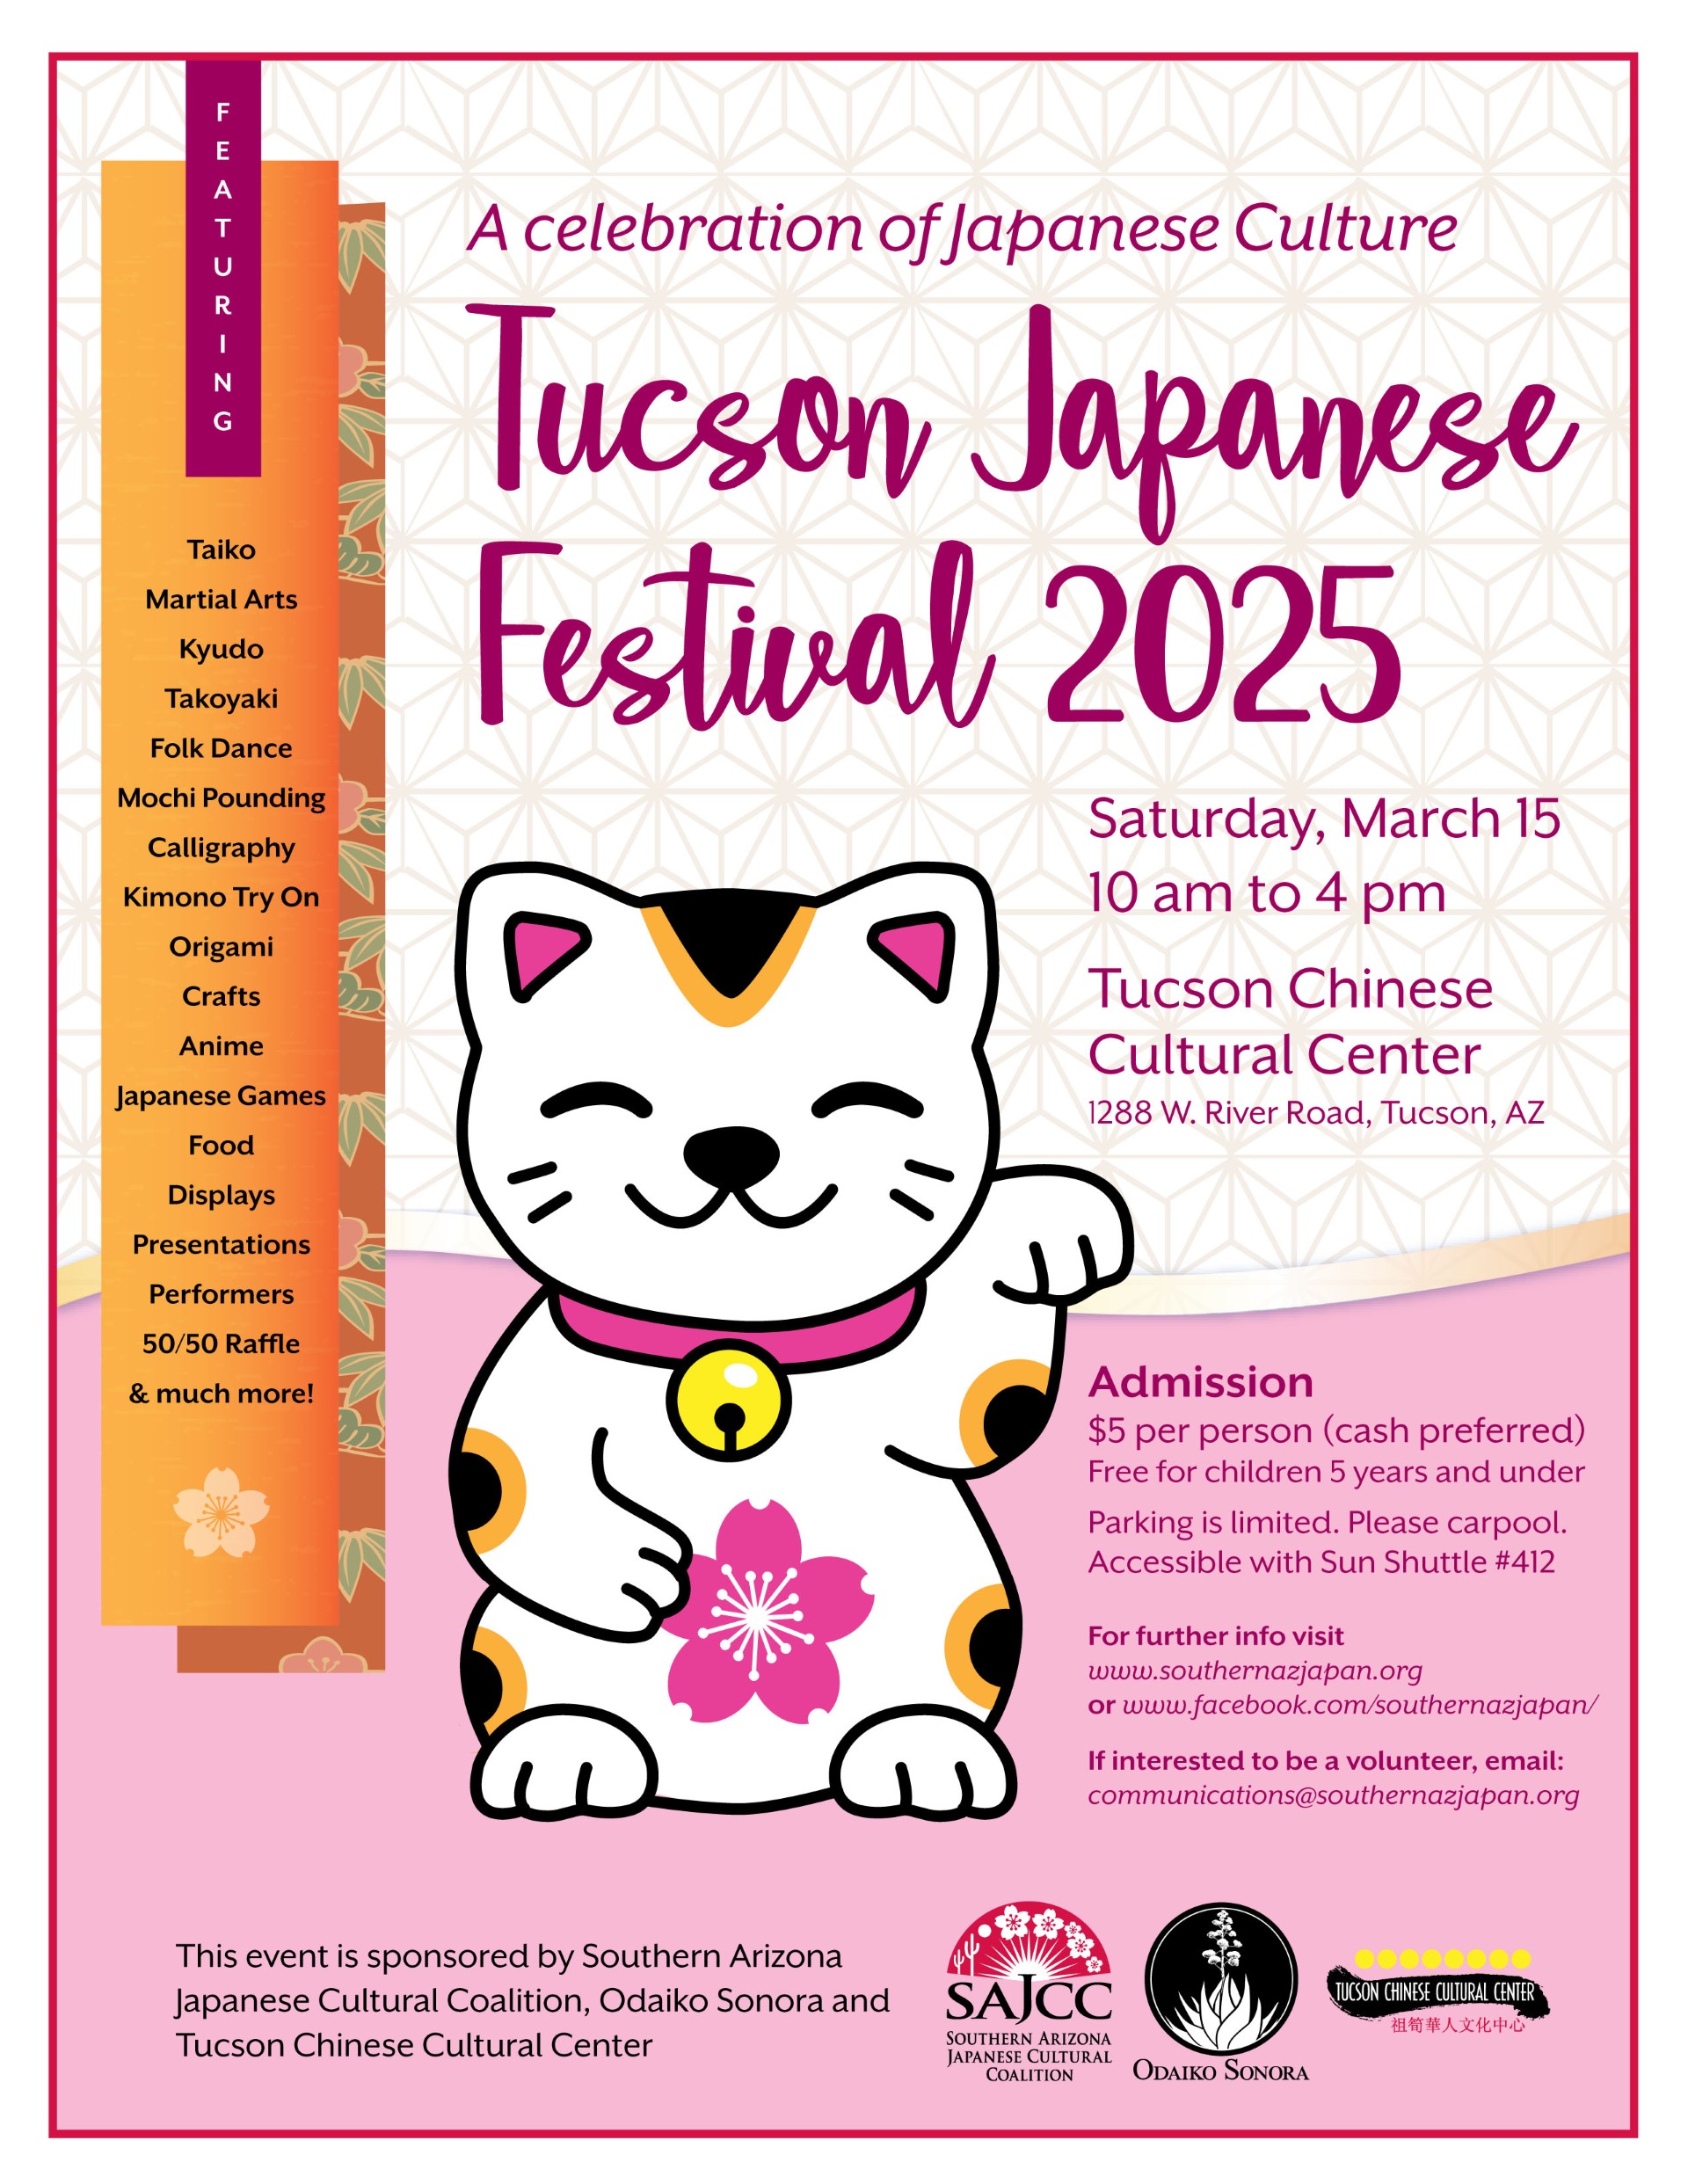 FEATURING
Taiko
Martial Arts
Kyudo
Takoyaki
Folk Dance
Mochi Pounding
Calligraphy
Kimono Try On
Origami
Crafts
Anime
Japanese Games
Food
Displays
Presentations
Performers
50/50 Raffle
& much more!
A celebration of Japanese Culture
Tucson Japanese
Festival 2025
Saturday, March 15
10 am to 4 pm
Tucson Chinese
Cultural Center
1288 W. River Road, Tucson, AZ
Admission
$5 per person (cash preferred)
Free for children 5 years and under
Parking is limited. Please carpool.
Accessible with Sun Shuttle #412
For further info visit
www.southernazjapan.org
or www.facebook.com/southernazjapan/
If interested to be a volunteer, email:
communications@southernazjapan.org
This event is sponsored by Southern Arizona
Japanese Cultural Coalition, Odaiko Sonora and
Tucson Chinese Cultural Center
SAJCC
SOUTHERN ARIZONA
JAPANESE CULTURAL
COALITION
ODAIKO SONORA
TUCSON CHINESE CULTURAL CENTER
祖筍華人文化中心